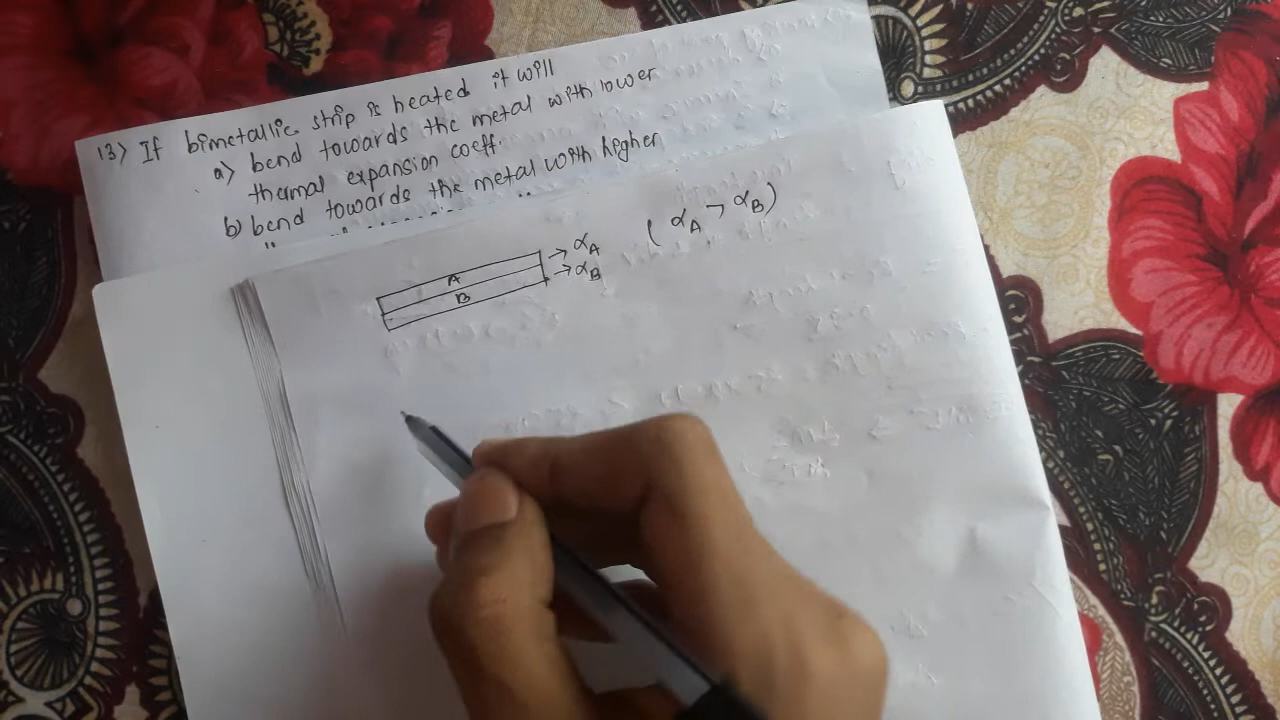 13) If bimetallic strip is heated it will
a) bend towards the metal with lower
thermal expansion coeff.
b) bend towards the metal with higher
A → αA
B → αB
(αA > αB)